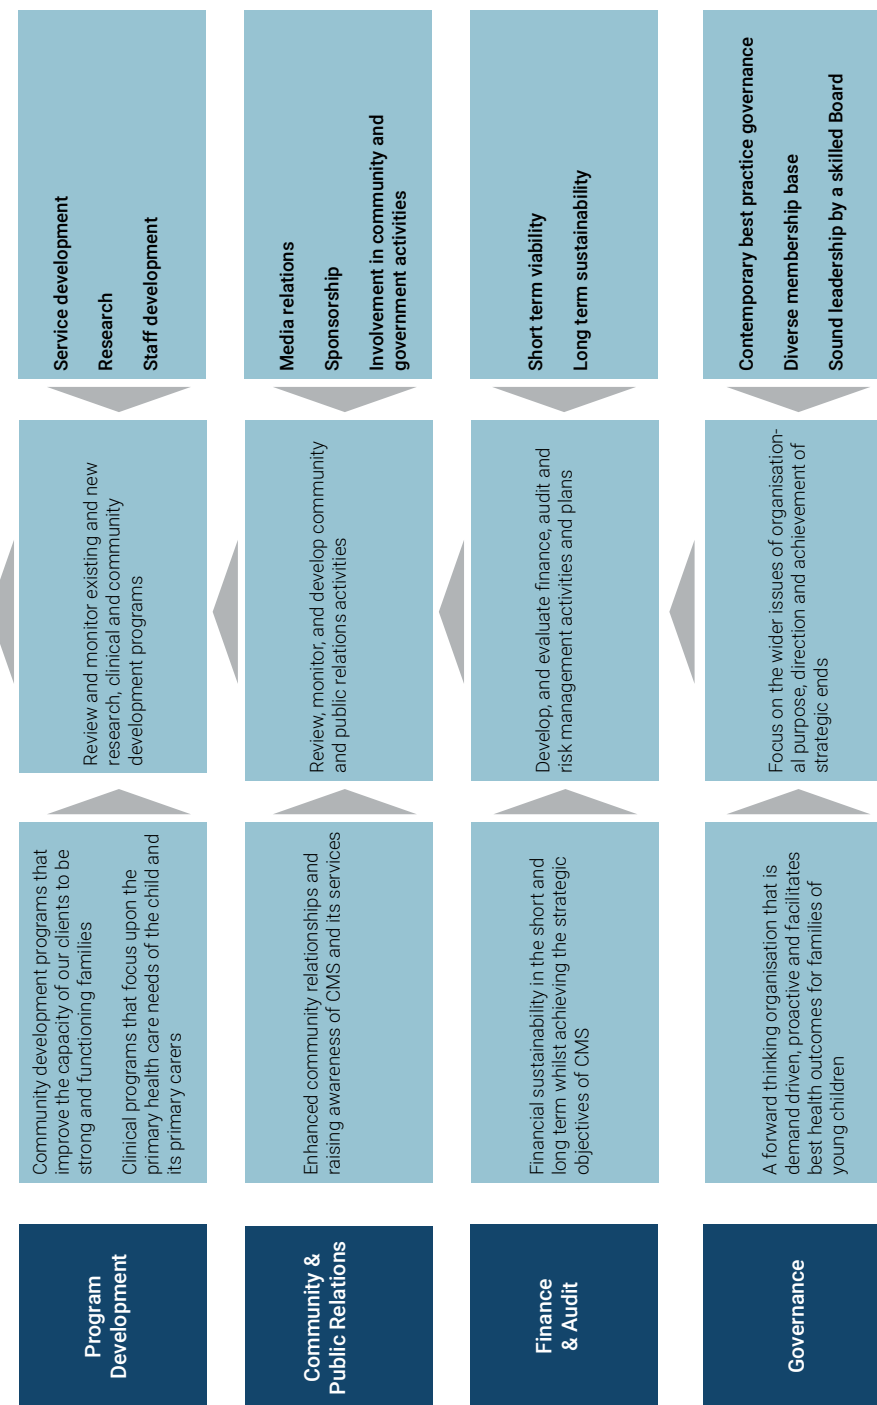 Program
Development
Community development programs that
improve the capacity of our clients to be
strong and functioning families
Clinical programs that focus upon the
primary health care needs of the child and
its primary carers
Review and monitor existing and new
research, clinical and community
development programs
Service development
Research
Staff development
Community &
Public Relations
Enhanced community relationships and
raising awareness of CMS and its services
Review, monitor, and develop community
and public relations activities
Media relations
Sponsorship
Involvement in community and
government activities
Finance
& Audit
Financial sustainability in the short and
long term whilst achieving the strategic
objectives of CMS
Develop, and evaluate finance, audit and
risk management activities and plans
Short term viability
Long term sustainability
Governance
A forward thinking organisation that is
demand driven, proactive and facilitates
best health outcomes for families of
young children
Focus on the wider issues of organisation-
al purpose, direction and achievement of
strategic ends
Contemporary best practice governance
Diverse membership base
Sound leadership by a skilled Board